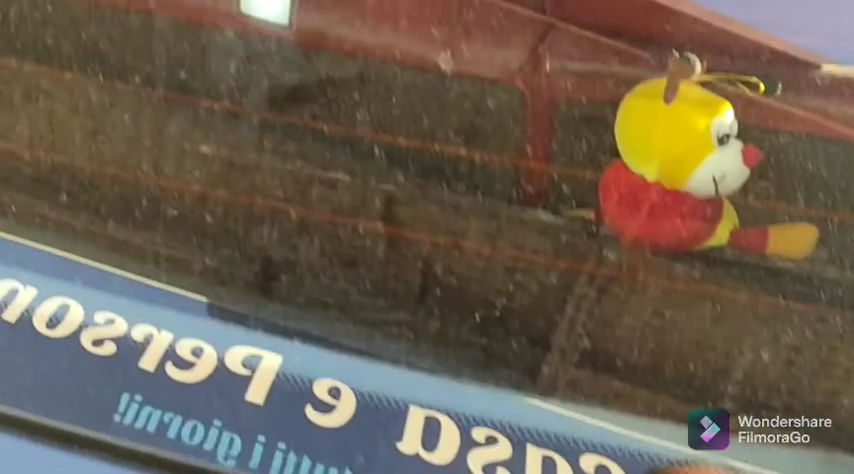 casa e Person
tutti i giorni!
Wondershare
FilmoraGo